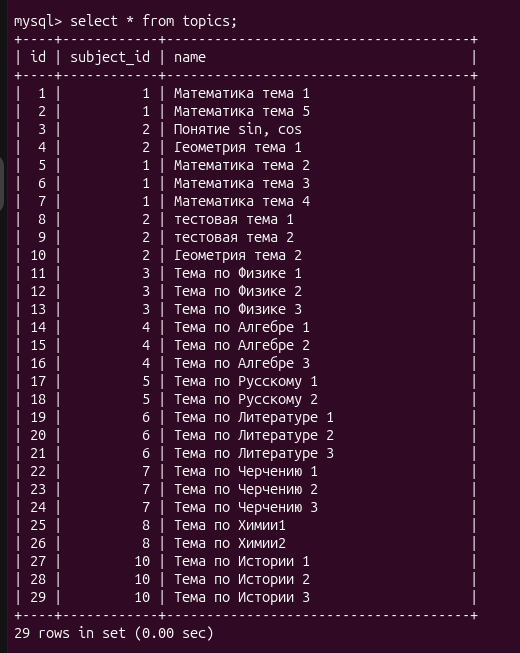 mysql> select * from topics;
+----+------------+--------------------------------------+
| id | subject_id | name                                 |
+----+------------+--------------------------------------+
|  1 |          1 | Математика тема 1                    |
|  2 |          1 | Математика тема 5                    |
|  3 |          2 | Понятие sin, cos                     |
|  4 |          2 | Геометрия тема 1                     |
|  5 |          1 | Математика тема 2                    |
|  6 |          1 | Математика тема 3                    |
|  7 |          1 | Математика тема 4                    |
|  8 |          2 | тестовая тема 1                      |
|  9 |          2 | тестовая тема 2                      |
| 10 |          2 | Геометрия тема 2                     |
| 11 |          3 | Тема по Физике 1                     |
| 12 |          3 | Тема по Физике 2                     |
| 13 |          3 | Тема по Физике 3                     |
| 14 |          4 | Тема по Алгебре 1                    |
| 15 |          4 | Тема по Алгебре 2                    |
| 16 |          4 | Тема по Алгебре 3                    |
| 17 |          5 | Тема по Русскому 1                   |
| 18 |          5 | Тема по Русскому 2                   |
| 19 |          6 | Тема по Литературе 1                 |
| 20 |          6 | Тема по Литературе 2                 |
| 21 |          6 | Тема по Литературе 3                 |
| 22 |          7 | Тема по Черчению 1                   |
| 23 |          7 | Тема по Черчению 2                   |
| 24 |          7 | Тема по Черчению 3                   |
| 25 |          8 | Тема по Химии1                       |
| 26 |          8 | Тема по Химии2                       |
| 27 |         10 | Тема по Истории 1                    |
| 28 |         10 | Тема по Истории 2                    |
| 29 |         10 | Тема по Истории 3                    |
+----+------------+--------------------------------------+
29 rows in set (0.00 sec)